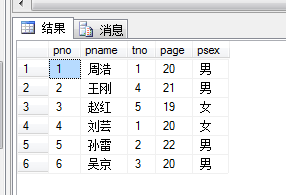 结果 消息
pno pname tno page psex
1 1 周浩 1 20 男
2 2 王刚 4 21 男
3 3 赵红 5 19 女
4 4 刘芸 1 20 女
5 5 孙雷 2 22 男
6 6 吴京 3 20 男